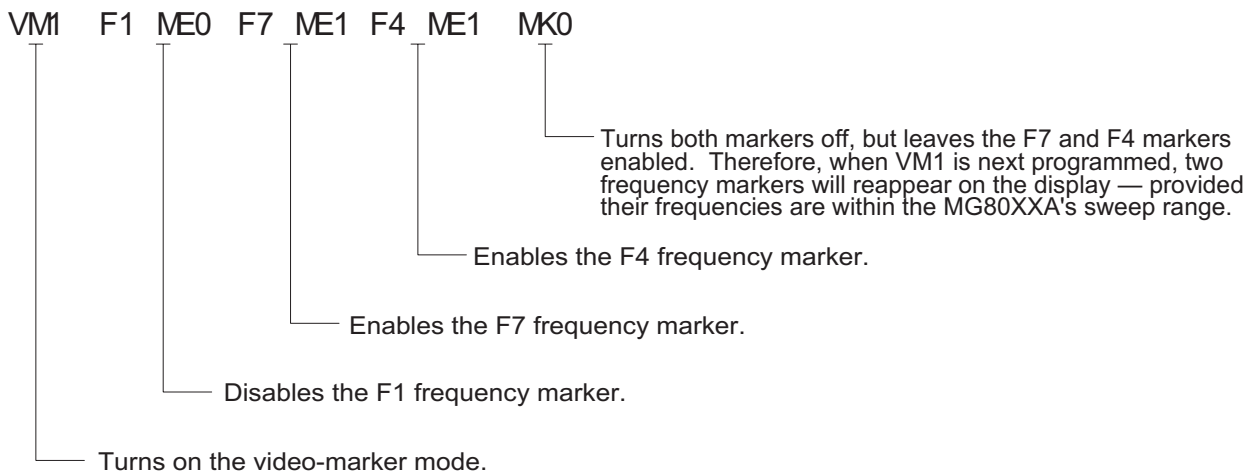 VM1 F1 ME0 F7 ME1 F4 ME1 MK0
Turns both markers off, but leaves the F7 and F4 markers
enabled. Therefore, when VM1 is next programmed, two
frequency markers will reappear on the display — provided
their frequencies are within the MG80XXA's sweep range.
Enables the F4 frequency marker.
Enables the F7 frequency marker.
Disables the F1 frequency marker.
Turns on the video-marker mode.